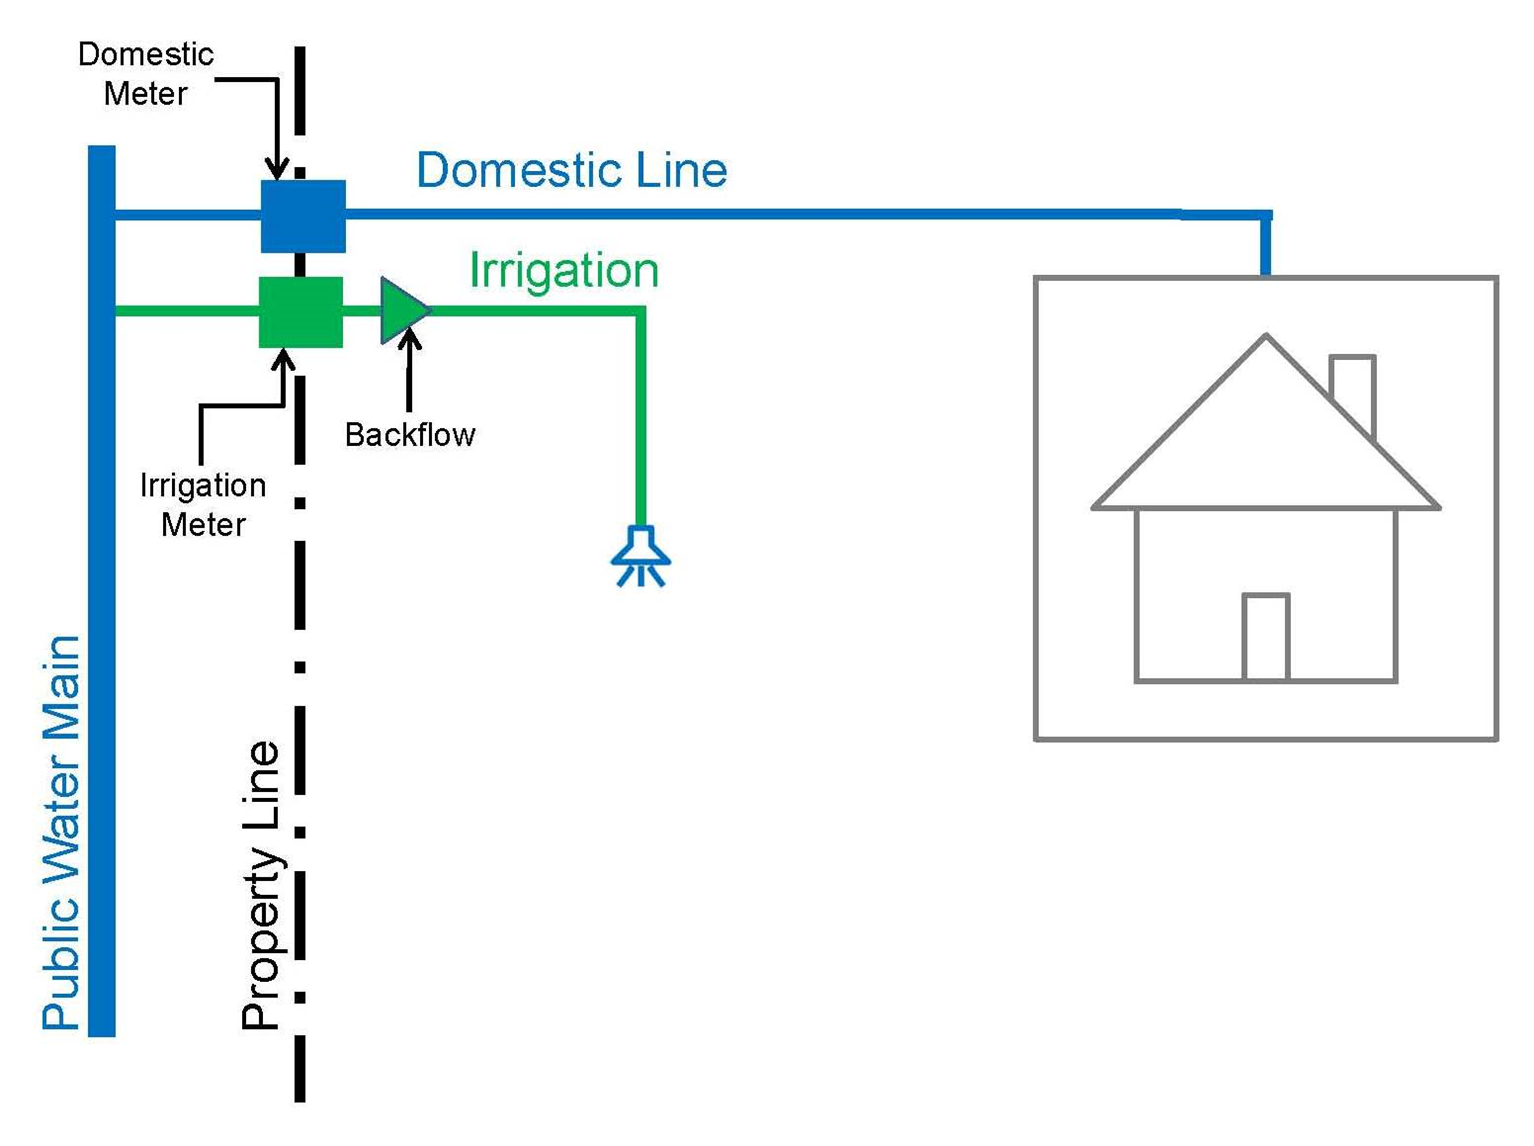 Domestic
Meter
Domestic Line
Irrigation
Backflow
Irrigation
Meter
Public Water Main
Property Line